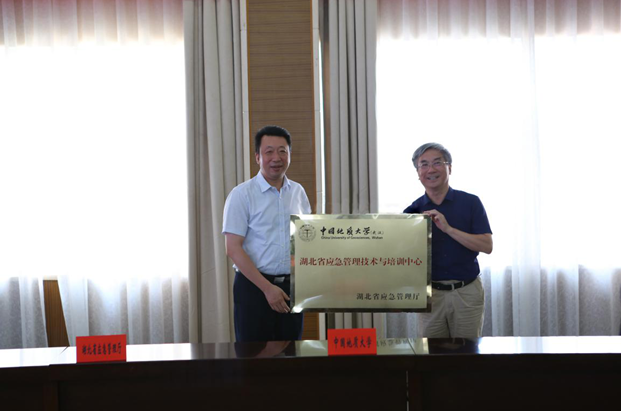 中国地质大学(武汉)
China University of Geosciences, Wuhan
湖北省应急管理技术与培训中心
湖北省应急管理厅
湖北省应急管理厅
中国地质大学